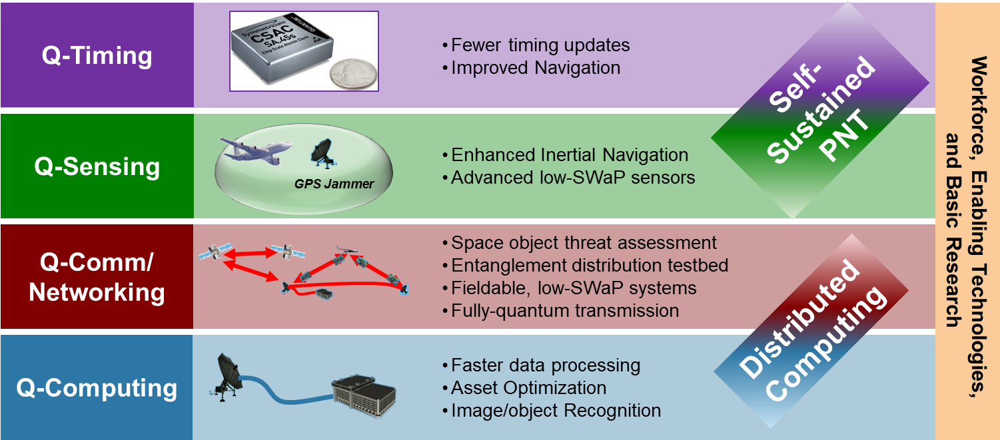 Q-Timing
Symmetricom
QUANTUM
CSAC
SA.45s
Chip Scale Atomic Clock
• Fewer timing updates
• Improved Navigation
Self-
Sustained
PNT
Q-Sensing
GPS Jammer
• Enhanced Inertial Navigation
• Advanced low-SWaP sensors
Q-Comm/
Networking
• Space object threat assessment
• Entanglement distribution testbed
• Fieldable, low-SWaP systems
• Fully-quantum transmission
Distributed
Computing
Q-Computing
• Faster data processing
• Asset Optimization
• Image/object Recognition
Workforce, Enabling Technologies,
and Basic Research